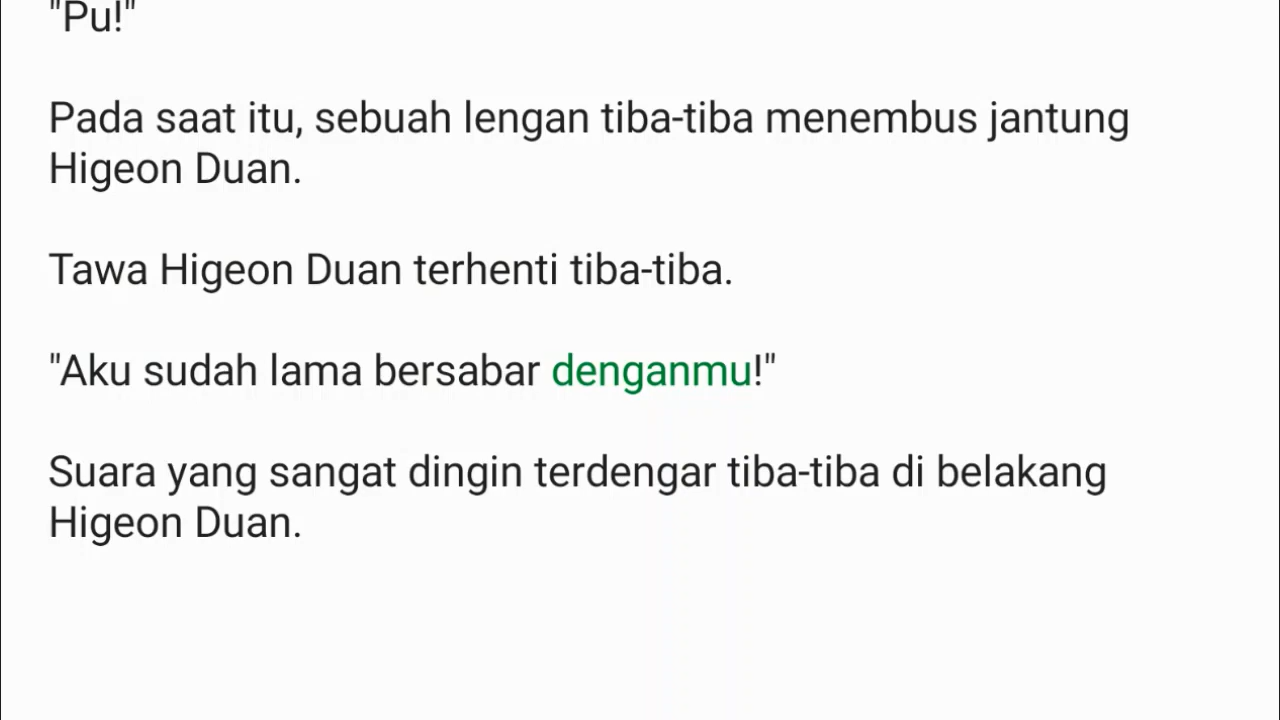 "Pu!"
Pada saat itu, sebuah lengan tiba-tiba menembus jantung
Higeon Duan.
Tawa Higeon Duan terhenti tiba-tiba.
"Aku sudah lama bersabar denganmu!"
Suara yang sangat dingin terdengar tiba-tiba di belakang
Higeon Duan.